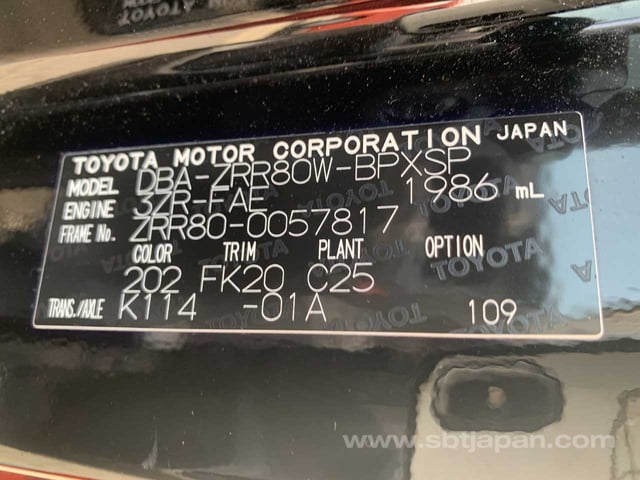 TOYOTA MOTOR CORPORATION JAPAN
MODEL DBA-ZRR80W-BPXSP
ENGINE 3ZR-FAE 1986 mL
FRAME No. ZRR80-0057817
COLOR TRIM PLANT OPTION
202 FK20 C25
TRANS./AXLE K114 -01A 109
www.sbtjapan.com